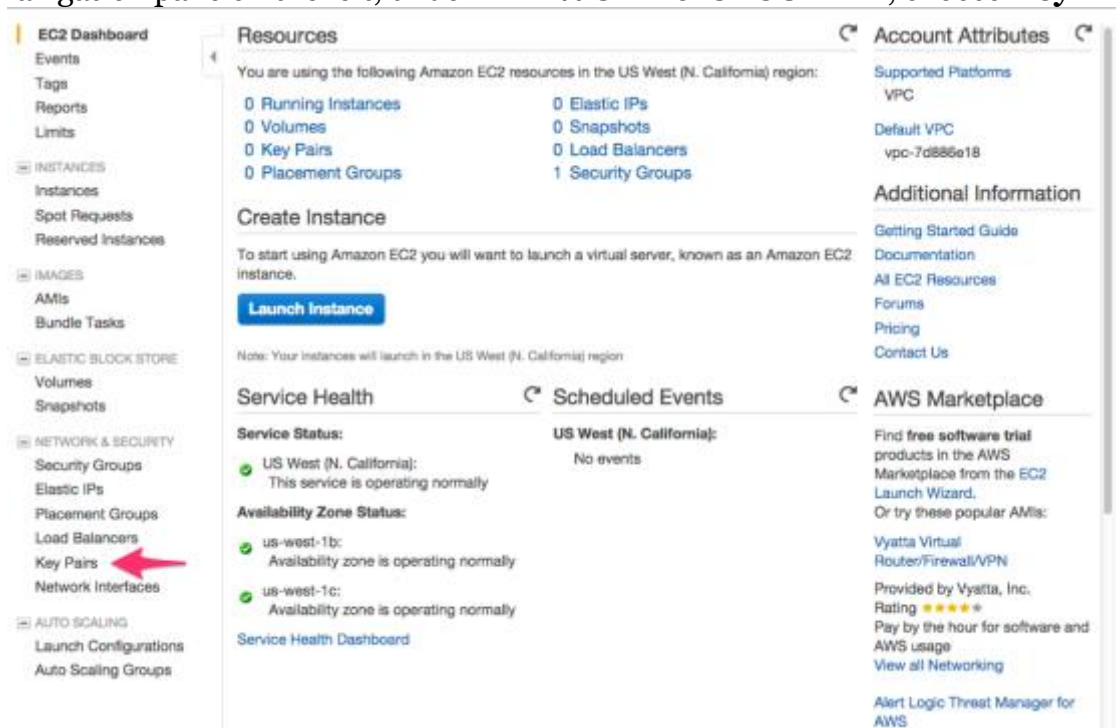 EC2 Dashboard
Events
Tags
Reports
Limits
INSTANCES
Instances
Spot Requests
Reserved Instances
IMAGES
AMIs
Bundle Tasks
ELASTIC BLOCK STORE
Volumes
Snapshots
NETWORK & SECURITY
Security Groups
Elastic IPs
Placement Groups
Load Balancers
Key Pairs
Network Interfaces
AUTO SCALING
Launch Configurations
Auto Scaling Groups
Resources
You are using the following Amazon EC2 resources in the US West (N. California) region:
0 Running Instances
0 Elastic IPs
0 Volumes
0 Snapshots
0 Key Pairs
0 Load Balancers
0 Placement Groups
1 Security Groups
Create Instance
To start using Amazon EC2 you will want to launch a virtual server, known as an Amazon EC2
instance.
Launch Instance
Note: Your instances will launch in the US West (N. California) region
Service Health
Service Status:
US West (N. California):
This service is operating normally
Availability Zone Status:
us-west-1b:
Availability zone is operating normally
us-west-1c:
Availability zone is operating normally
Service Health Dashboard
Scheduled Events
US West (N. California):
No events
Account Attributes
Supported Platforms
VPC
Default VPC
vpc-7d886e18
Additional Information
Getting Started Guide
Documentation
All EC2 Resources
Forums
Pricing
Contact Us
AWS Marketplace
Find free software trial
products in the AWS
Marketplace from the EC2
Launch Wizard.
Or try these popular AMIs:
Vyatta Virtual
Router/Firewall/VPN
Provided by Vyatta, Inc.
Rating
Pay by the hour for software and
AWS usage
View all Networking
Alert Logic Threat Manager for
AWS